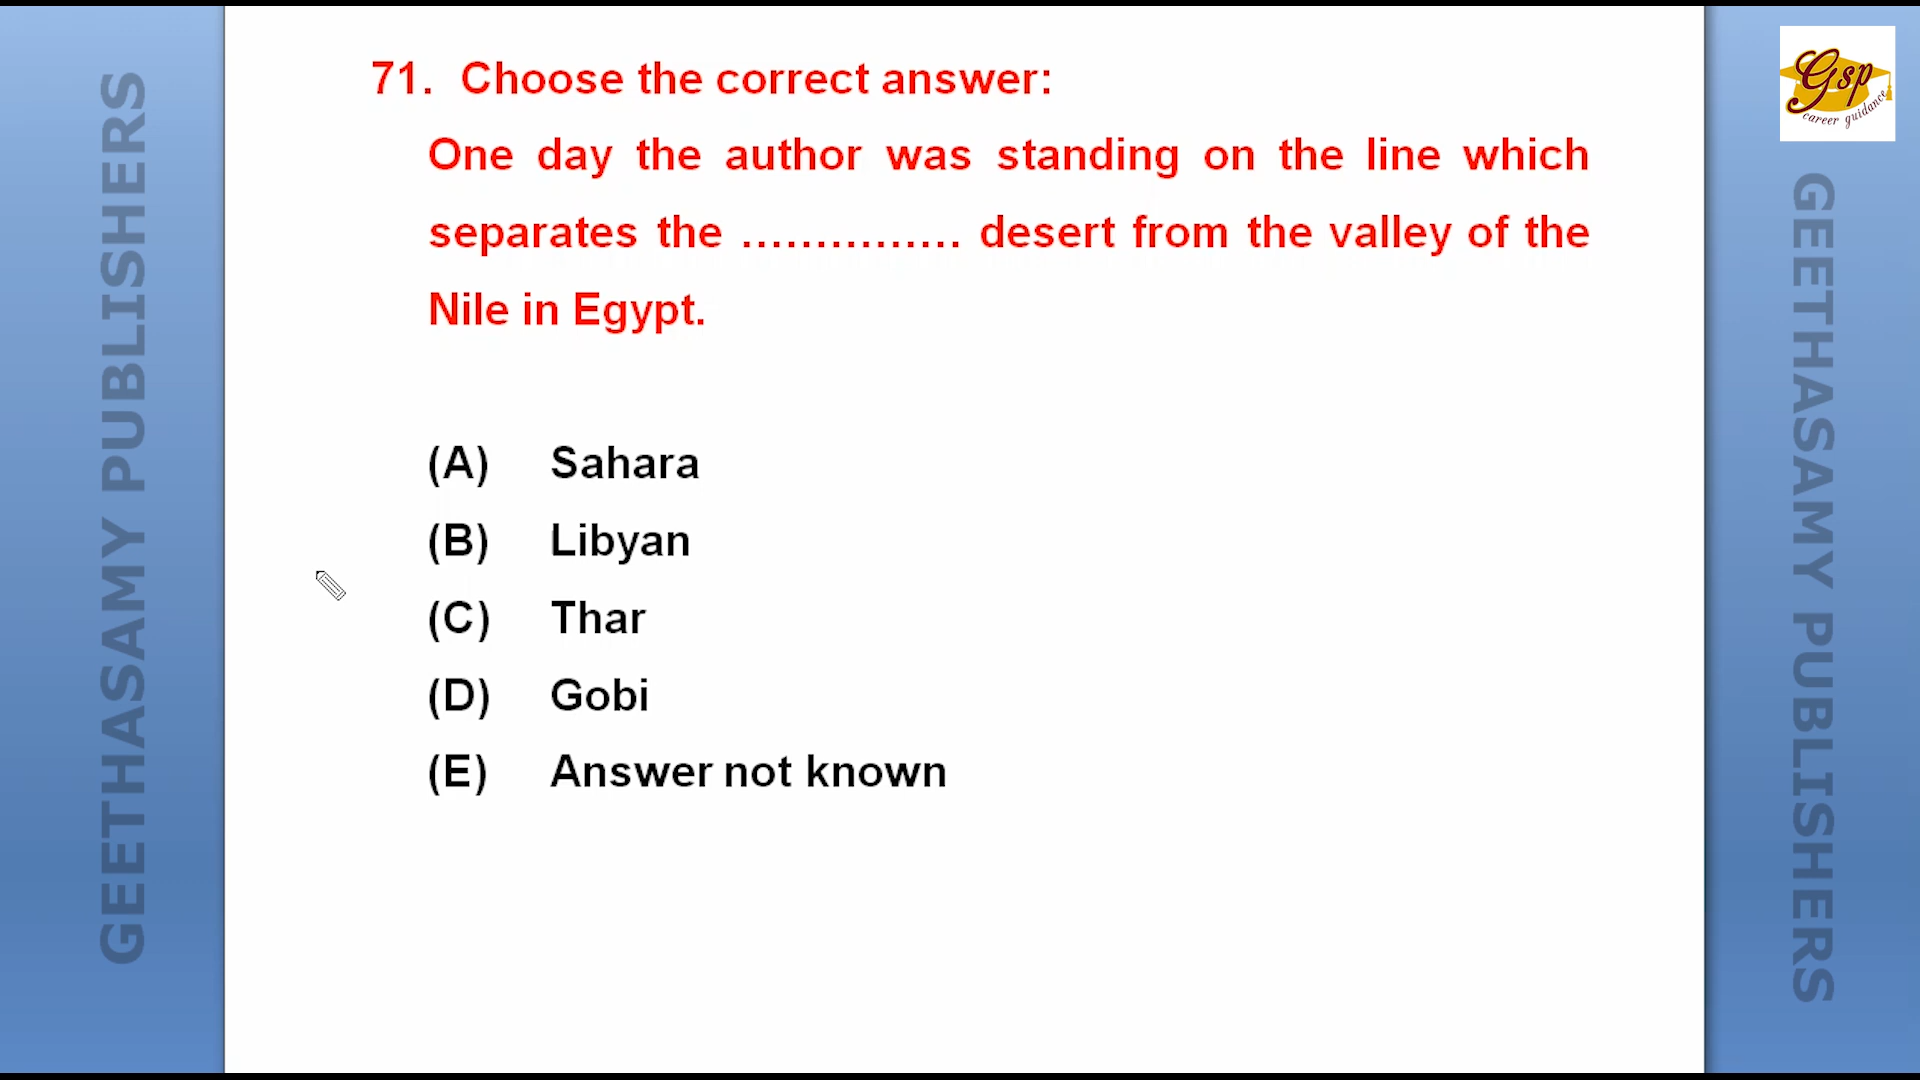 GEETHASAMY PUBLISHERS
71. Choose the correct answer:
One day the author was standing on the line which
separates the ............... desert from the valley of the
Nile in Egypt.
(A) Sahara
(B) Libyan
(C) Thar
(D) Gobi
(E) Answer not known
Gsp
career guidance
GEETHASAMY PUBLISHERS